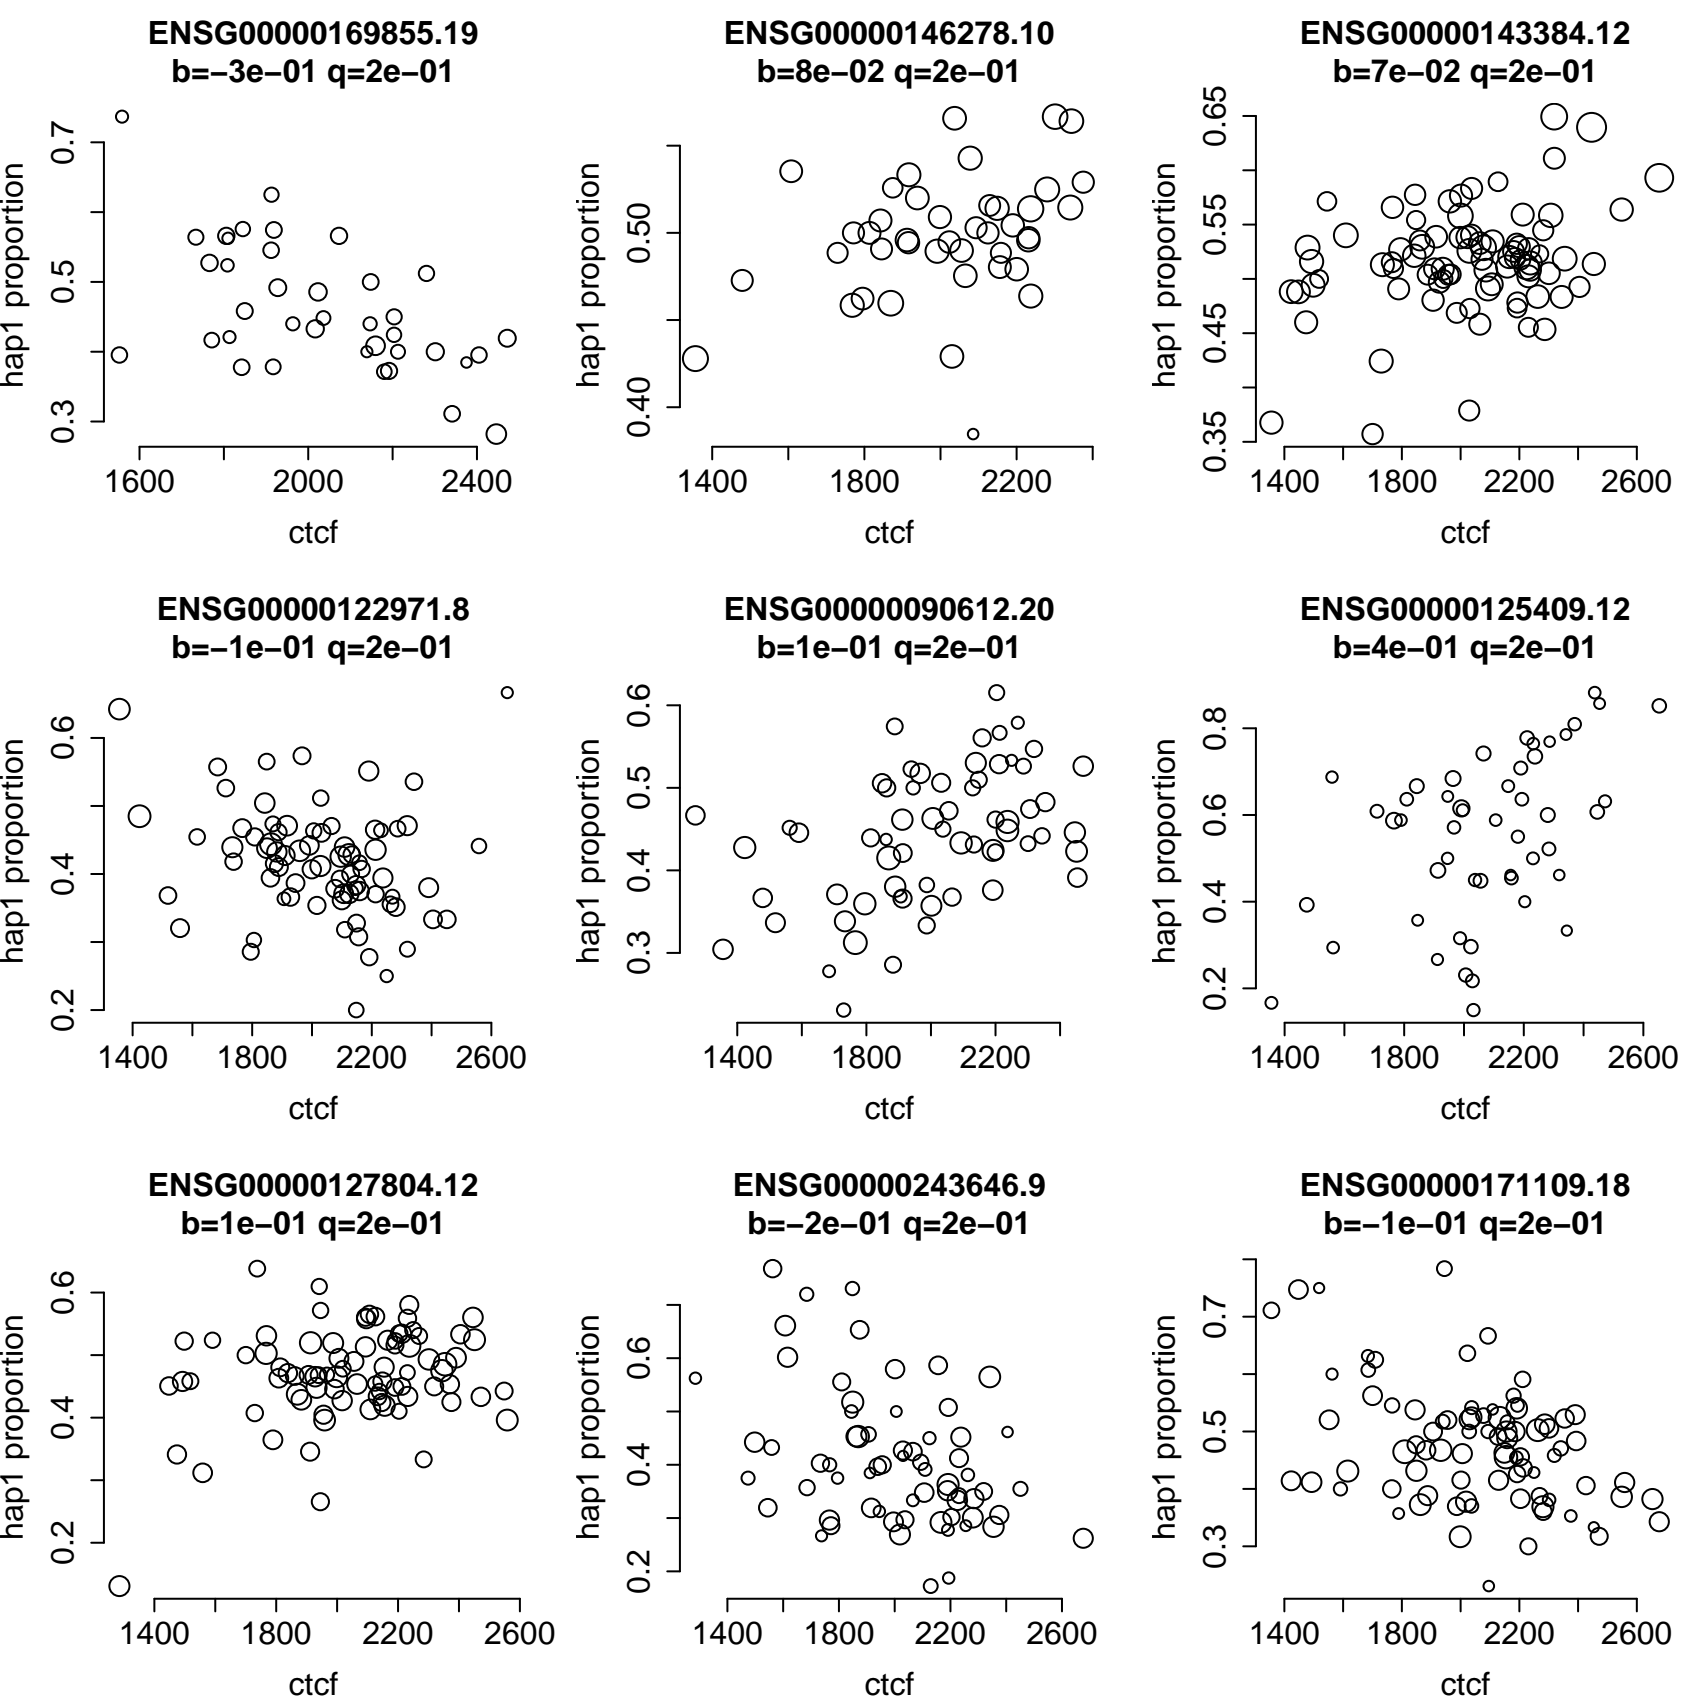 ENSG00000169855.19
b=−3e−01 q=2e−01
hap1 proportion
0.3 0.5 0.7
1600 2000 2400
ctcf
ENSG00000146278.10
b=8e−02 q=2e−01
hap1 proportion
0.40 0.50
1400 1800 2200
ctcf
ENSG00000143384.12
b=7e−02 q=2e−01
hap1 proportion
0.35 0.45 0.55 0.65
1400 1800 2200 2600
ctcf
ENSG00000122971.8
b=−1e−01 q=2e−01
hap1 proportion
0.2 0.4 0.6
1400 1800 2200 2600
ctcf
ENSG00000090612.20
b=1e−01 q=2e−01
hap1 proportion
0.3 0.4 0.5 0.6
1400 1800 2200
ctcf
ENSG00000125409.12
b=4e−01 q=2e−01
hap1 proportion
0.2 0.4 0.6 0.8
1400 1800 2200 2600
ctcf
ENSG00000127804.12
b=1e−01 q=2e−01
hap1 proportion
0.2 0.4 0.6
1400 1800 2200 2600
ctcf
ENSG00000243646.9
b=−2e−01 q=2e−01
hap1 proportion
0.2 0.4 0.6
1400 1800 2200 2600
ctcf
ENSG00000171109.18
b=−1e−01 q=2e−01
hap1 proportion
0.3 0.5 0.7
1400 1800 2200 2600
ctcf